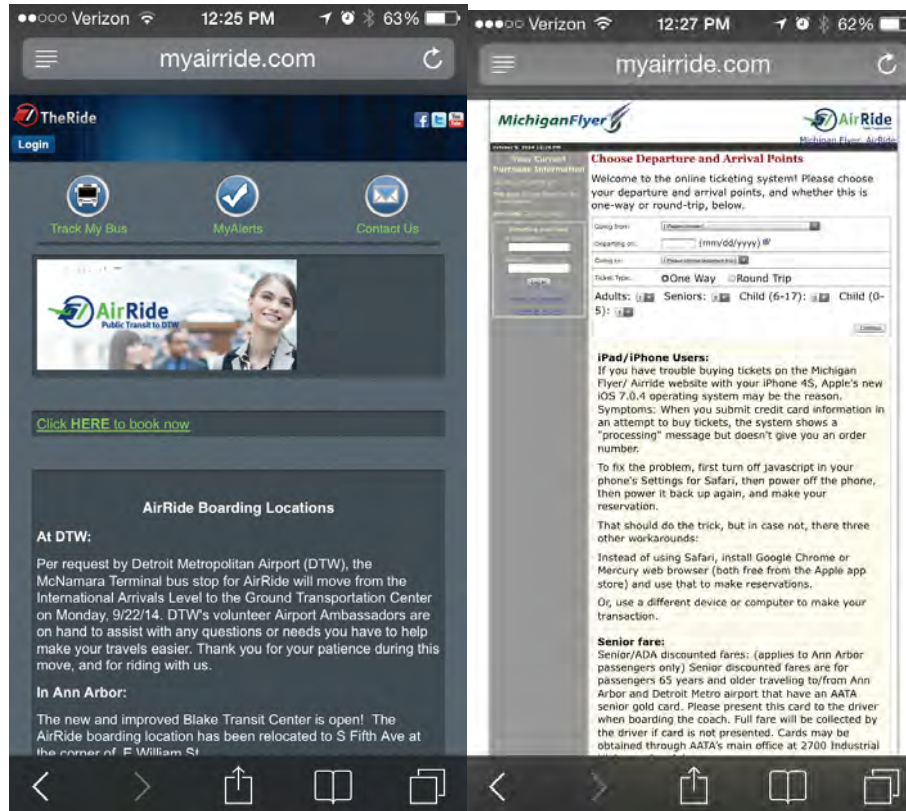 Verizon 12:25 PM 63%
myairride.com
TheRide
Login
Track My Bus MyAlerts Contact Us
AirRide
Public Transit to DTW
Click HERE to book now
AirRide Boarding Locations
At DTW:
Per request by Detroit Metropolitan Airport (DTW), the
McNamara Terminal bus stop for AirRide will move from the
International Arrivals Level to the Ground Transportation Center
on Monday, 9/22/14. DTW's volunteer Airport Ambassadors are
on hand to assist with any questions or needs you have to help
make your travels easier. Thank you for your patience during this
move, and for riding with us.
In Ann Arbor:
The new and improved Blake Transit Center is open! The
AirRide boarding location has been relocated to S Fifth Ave at
the corner of E William St
Verizon 12:27 PM 62%
myairride.com
MichiganFlyer AirRide
Michigan Flyer AirRide
Your Current
Purchase Information
Choose Departure and Arrival Points
Welcome to the online ticketing system! Please choose
your departure and arrival points, and whether this is
one-way or round-trip, below.
Going from:
Departing on: (mm/dd/yyyy)
Going to:
Ticket Type: One Way Round Trip
Adults: Seniors: Child (6-17): Child (0-
5):
Continue
iPad/iPhone Users:
If you have trouble buying tickets on the Michigan
Flyer/ Airride website with your iPhone 4S, Apple's new
iOS 7.0.4 operating system may be the reason.
Symptoms: When you submit credit card information in
an attempt to buy tickets, the system shows a
"processing" message but doesn't give you an order
number.
To fix the problem, first turn off javascript in your
phone's Settings for Safari, then power off the phone,
then power it back up again, and make your
reservation.
That should do the trick, but in case not, there three
other workarounds:
Instead of using Safari, install Google Chrome or
Mercury web browser (both free from the Apple app
store) and use that to make reservations.
Or, use a different device or computer to make your
transaction.
Senior fare:
Senior/ADA discounted fares: (applies to Ann Arbor
passengers only) Senior discounted fares are for
passengers 65 years and older traveling to/from Ann
Arbor and Detroit Metro airport that have an AATA
senior gold card. Please present this card to the driver
when boarding the coach. Full fare will be collected by
the driver if card is not presented. Cards may be
obtained through AATA's main office at 2700 Industrial